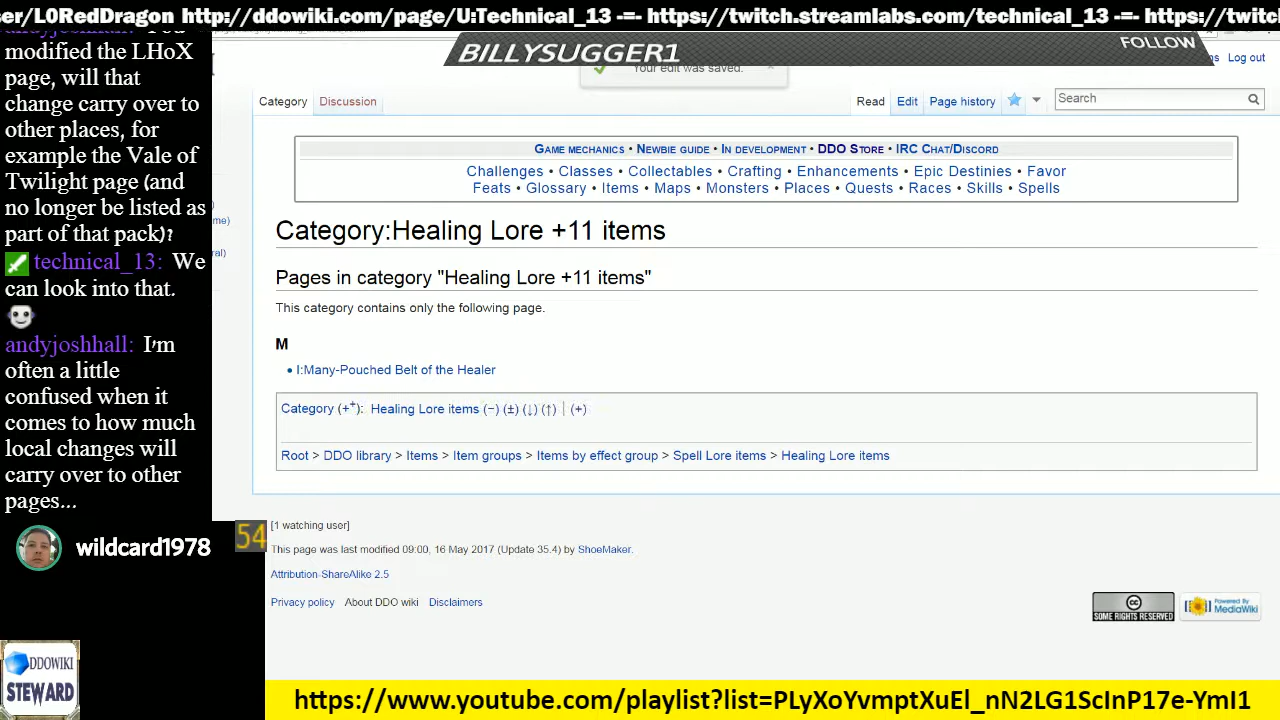 ser/L0RedDragon http://ddowiki.com/page/U:Technical_13 -=- https://twitch.streamlabs.com/technical_13 -=- https://twitc
modified the LHoX
page, will that
change carry over to
other places, for
example the Vale of
Twilight page (and
no longer be listed as
part of that pack)?
technical_13: We
can look into that.
andyjoshhall: I'm
often a little
confused when it
comes to how much
local changes will
carry over to other
pages...
wildcard1978
54
DDOWIKI
STEWARD
BILLYSUGGER1
FOLLOW
Log out
Your edit was saved.
Category Discussion Read Edit Page history Search
GAME MECHANICS • NEWBIE GUIDE • IN DEVELOPMENT • DDO STORE • IRC CHAT/DISCORD
Challenges • Classes • Collectables • Crafting • Enhancements • Epic Destinies • Favor
Feats • Glossary • Items • Maps • Monsters • Places • Quests • Races • Skills • Spells
Category:Healing Lore +11 items
Pages in category "Healing Lore +11 items"
This category contains only the following page.
M
• I:Many-Pouched Belt of the Healer
Category (++): Healing Lore items (−) (±) (↓) (↑) | (+)
Root > DDO library > Items > Item groups > Items by effect group > Spell Lore items > Healing Lore items
[1 watching user]
This page was last modified 09:00, 16 May 2017 (Update 35.4) by ShoeMaker.
Attribution-ShareAlike 2.5
Privacy policy About DDO wiki Disclaimers
SOME RIGHTS RESERVED
Powered By MediaWiki
https://www.youtube.com/playlist?list=PLyXoYvmptXuEl_nN2LG1ScInP17e-YmI1